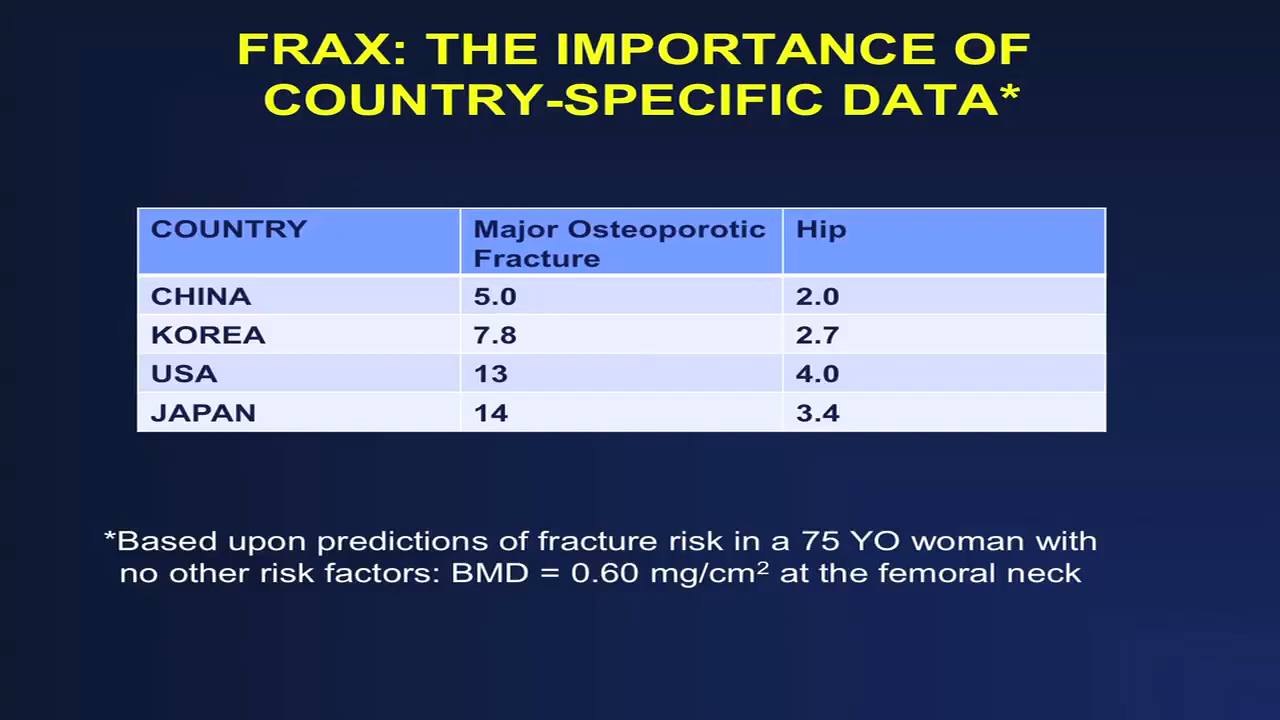 FRAX: THE IMPORTANCE OF
COUNTRY-SPECIFIC DATA*
COUNTRY Major Osteoporotic Fracture Hip
CHINA 5.0 2.0
KOREA 7.8 2.7
USA 13 4.0
JAPAN 14 3.4
*Based upon predictions of fracture risk in a 75 YO woman with
no other risk factors: BMD = 0.60 mg/cm² at the femoral neck